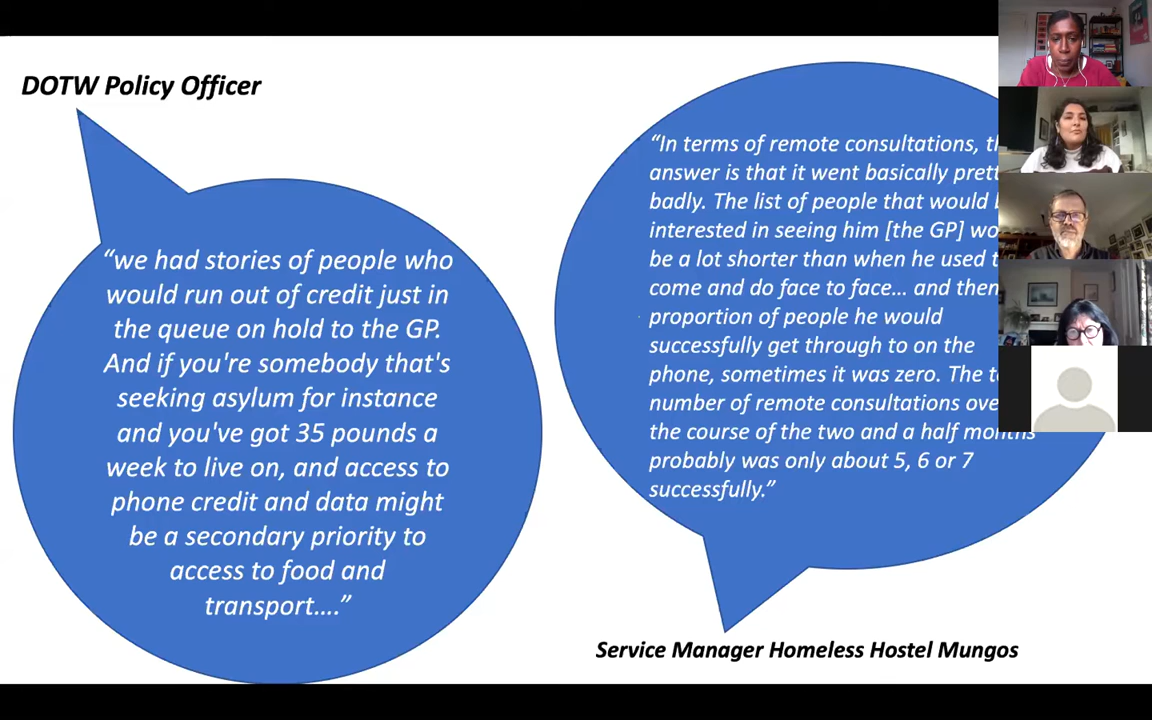 DOTW Policy Officer
“we had stories of people who
would run out of credit just in
the queue on hold to the GP.
And if you're somebody that's
seeking asylum for instance
and you've got 35 pounds a
week to live on, and access to
phone credit and data might
be a secondary priority to
access to food and
transport....”
“In terms of remote consultations,
answer is that it went basically
badly. The list of people that would
interested in seeing him [the GP]
be a lot shorter than when he used
come and do face to face… and then
proportion of people he would
successfully get through to on the
phone, sometimes it was zero. The
number of remote consultations
the course of the two and a half months
probably was only about 5, 6 or 7
successfully.”
Service Manager Homeless Hostel Mungos